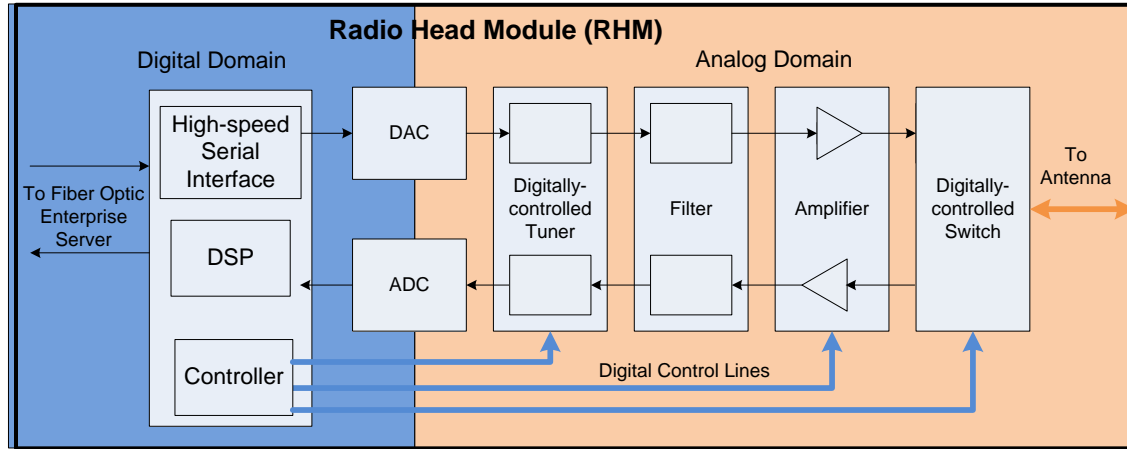 Radio Head Module (RHM)
Digital Domain
Analog Domain
High-speed
Serial
Interface
DAC
To Fiber Optic
Enterprise
Server
DSP
ADC
Controller
Digitally-
controlled
Tuner
Filter
Amplifier
Digitally-
controlled
Switch
To
Antenna
Digital Control Lines